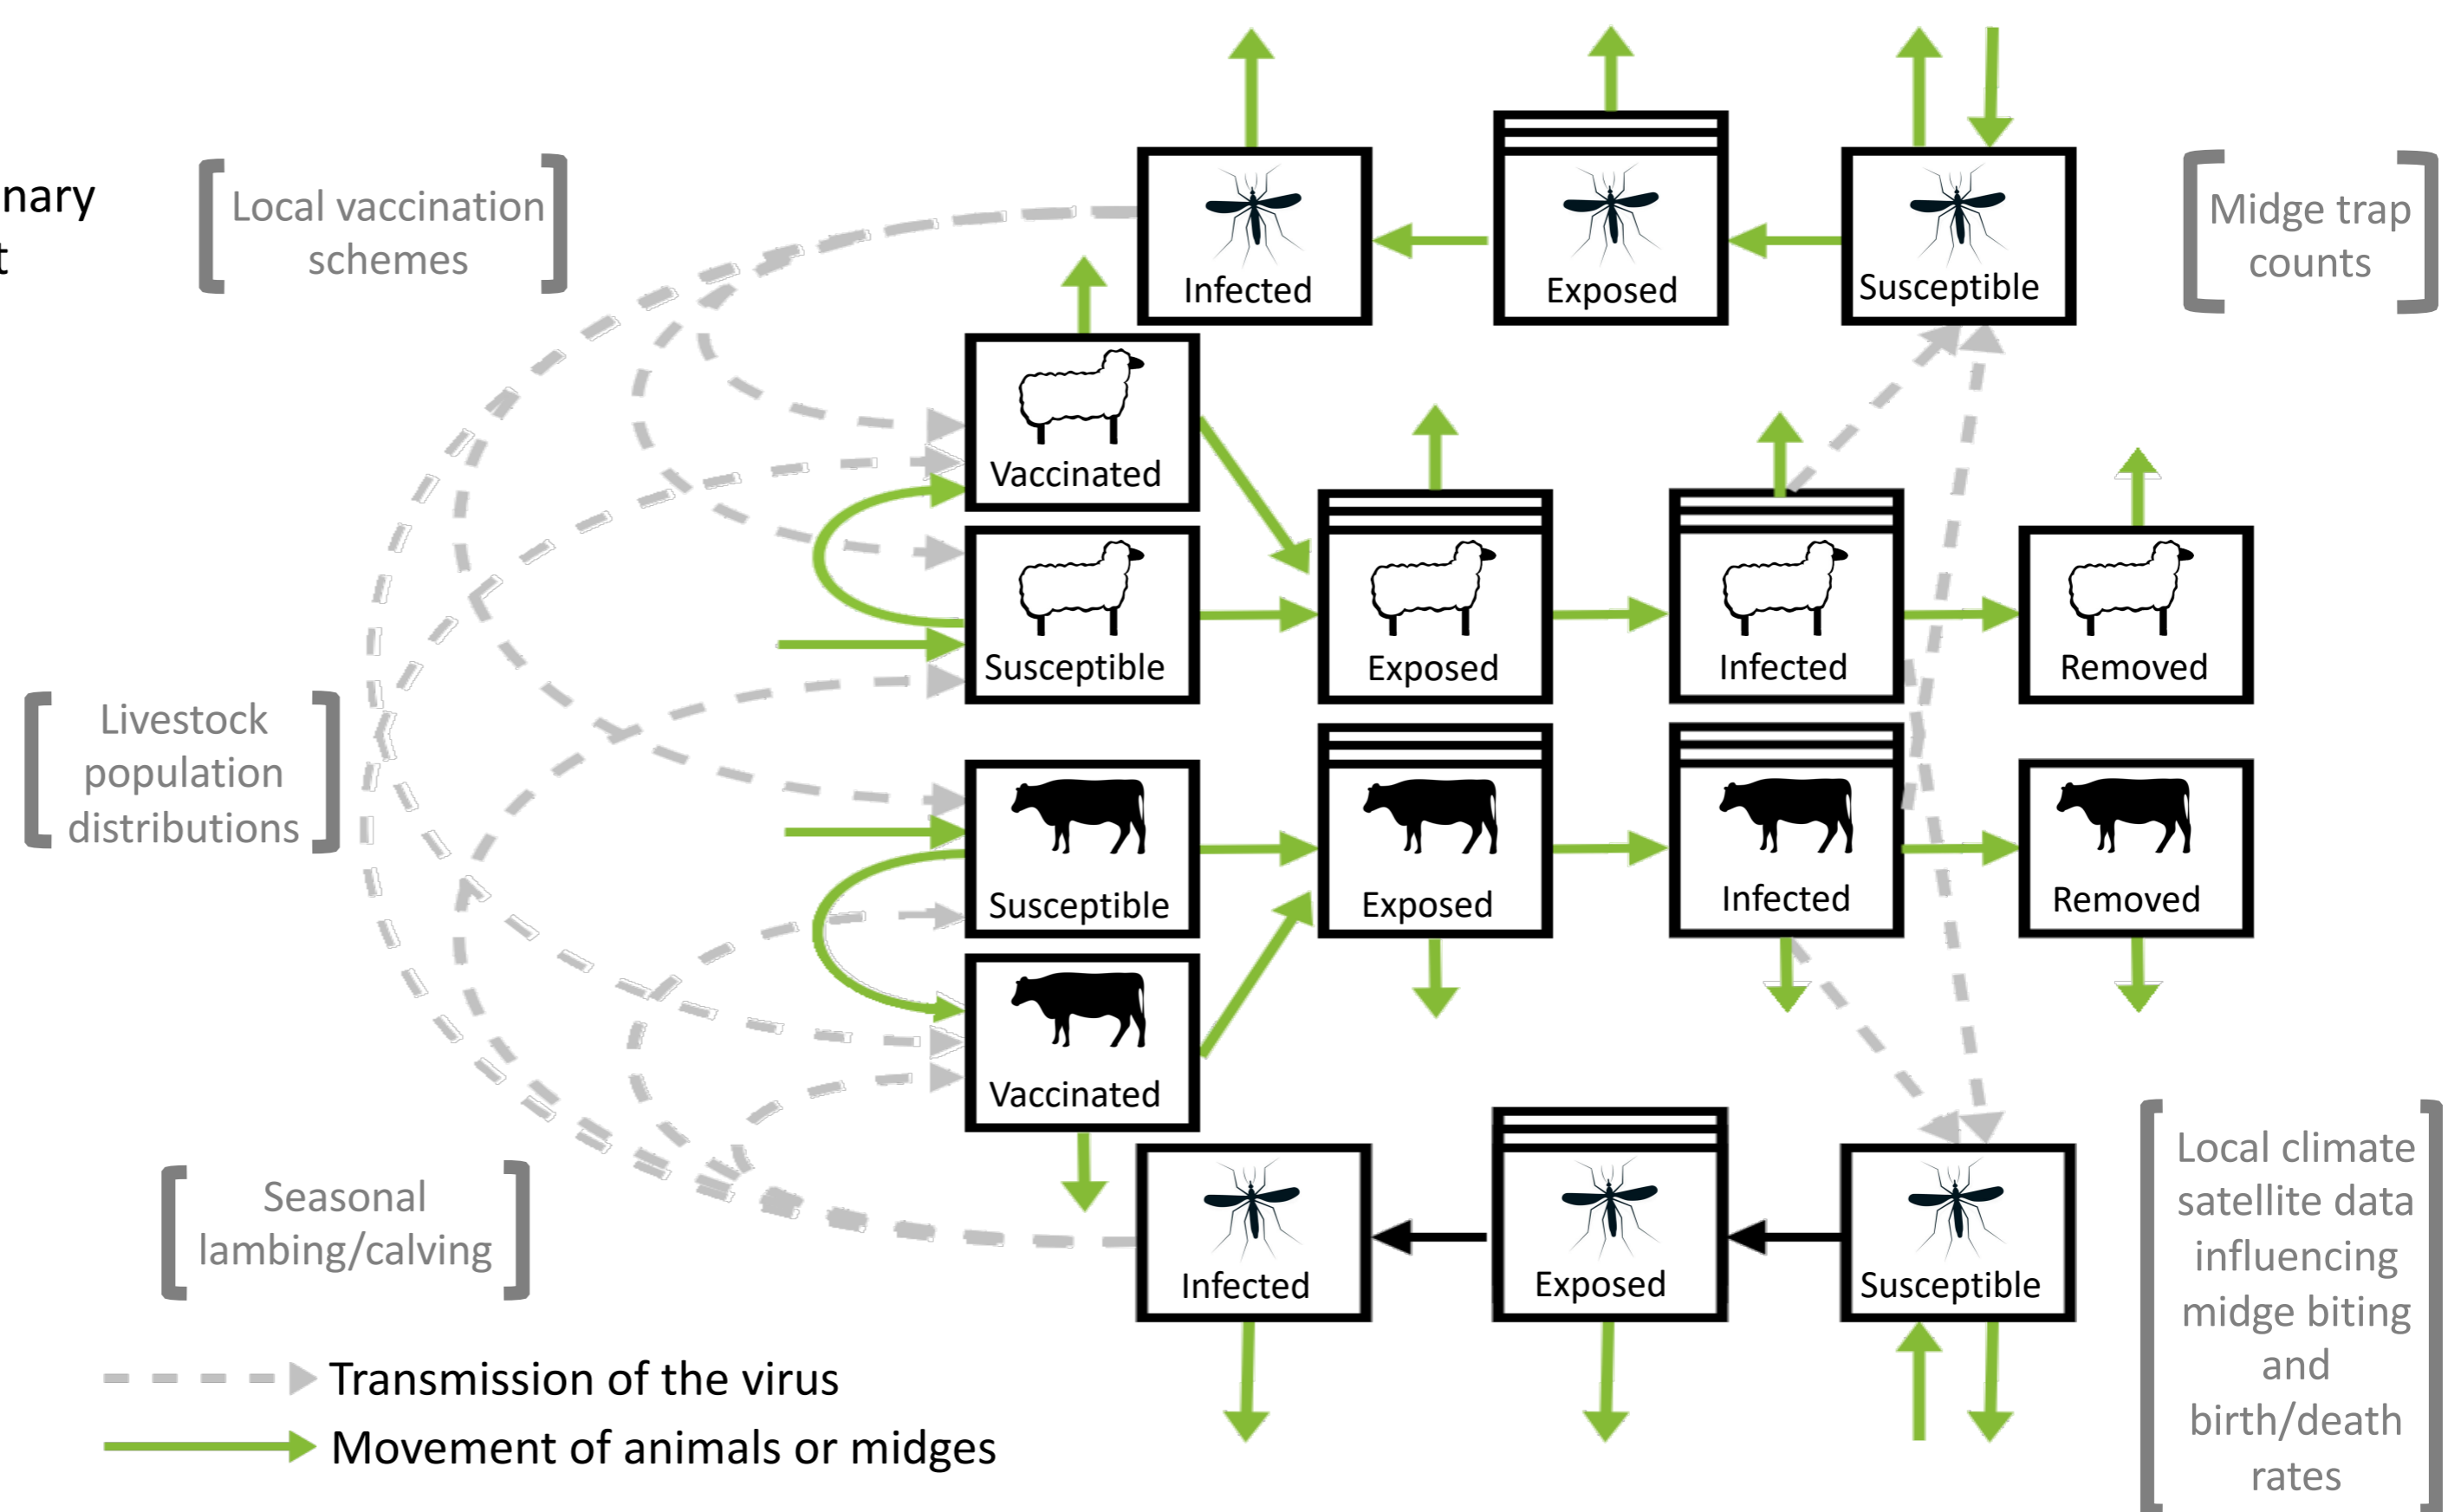 nary
t
Local vaccination
schemes
Infected
Exposed
Susceptible
Midge trap
counts
Vaccinated
Susceptible
Exposed
Infected
Removed
Livestock
population
distributions
Susceptible
Exposed
Infected
Removed
Vaccinated
Seasonal
lambing/calving
Infected
Exposed
Susceptible
Local climate
satellite data
influencing
midge biting
and
birth/death
rates
Transmission of the virus
Movement of animals or midges